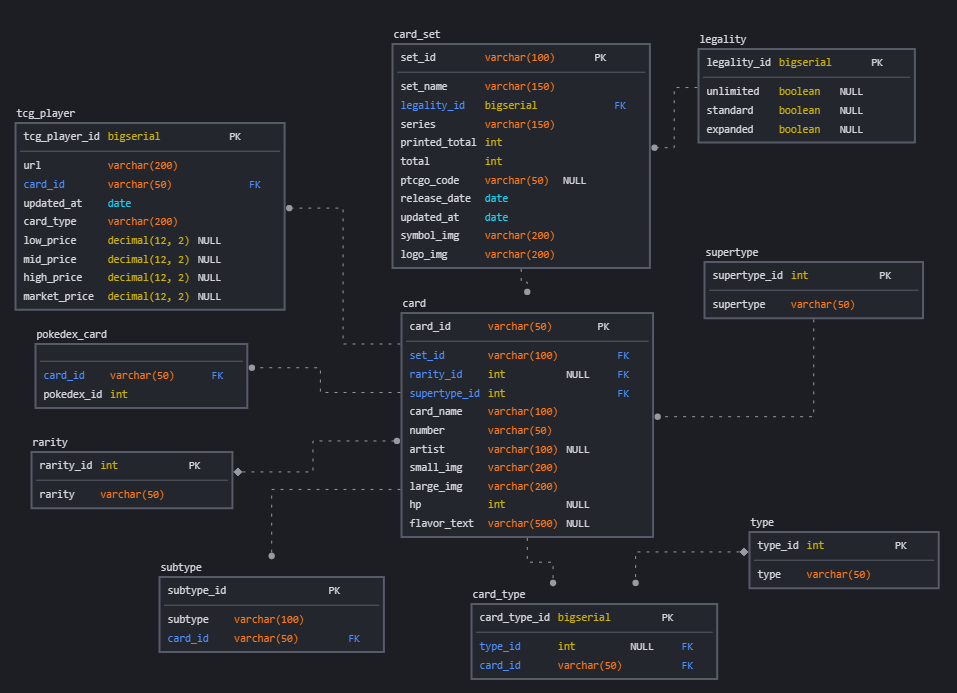 card_set
set_id varchar(100) PK
set_name varchar(150)
legality_id bigserial FK
series varchar(150)
printed_total int
total int
ptcgo_code varchar(50) NULL
release_date date
updated_at date
symbol_img varchar(200)
logo_img varchar(200)
legality
legality_id bigserial PK
unlimited boolean NULL
standard boolean NULL
expanded boolean NULL
tcg_player
tcg_player_id bigserial PK
url varchar(200)
card_id varchar(50) FK
updated_at date
card_type varchar(200)
low_price decimal(12, 2) NULL
mid_price decimal(12, 2) NULL
high_price decimal(12, 2) NULL
market_price decimal(12, 2) NULL
supertype
supertype_id int PK
supertype varchar(50)
card
card_id varchar(50) PK
set_id varchar(100) FK
rarity_id int NULL FK
supertype_id int FK
card_name varchar(100)
number varchar(50)
artist varchar(100) NULL
small_img varchar(200)
large_img varchar(200)
hp int NULL
flavor_text varchar(500) NULL
pokedex_card
card_id varchar(50) FK
pokedex_id int
rarity
rarity_id int PK
rarity varchar(50)
subtype
subtype_id PK
subtype varchar(100)
card_id varchar(50) FK
type
type_id int PK
type varchar(50)
card_type
card_type_id bigserial PK
type_id int NULL FK
card_id varchar(50) FK